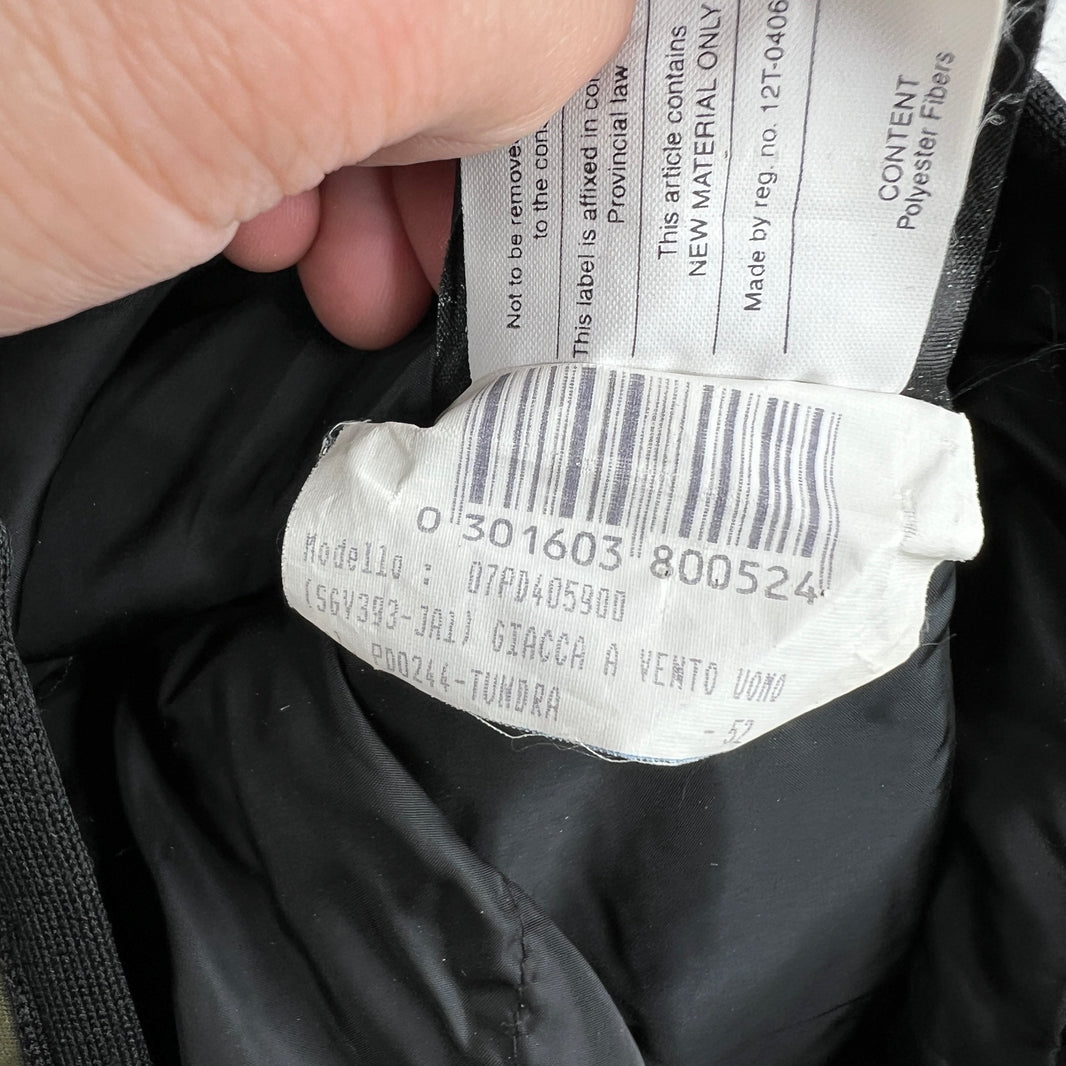 Not to be remove
to the con
This label is affixed in co
Provincial law
This article contains
NEW MATERIAL ONLY
Made by reg. no. 12T-0406
CONTENT
Polyester Fibers
0 301603 800524
Modello : 07PD405900
(SGV393-JA1) GIACCA A VENTO UOMO
PD0244-TUNDRA - 52